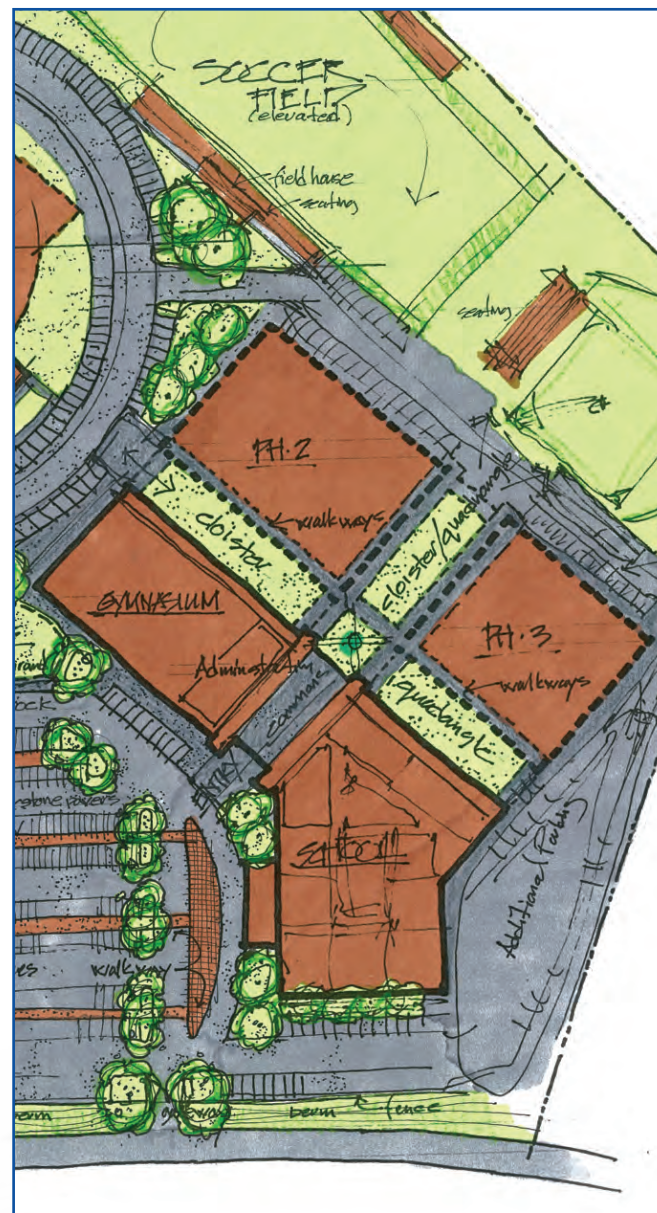 SOCCER
FIELD
(elevated)
field house
seating
seating
PH·2
walkways
cloister
cloister/quadrangle
GYMNASIUM
Administration
commons
PH·3
walkways
quadrangle
ENTRY
SCHOOL
Additional Parking
walkway
berm
fence